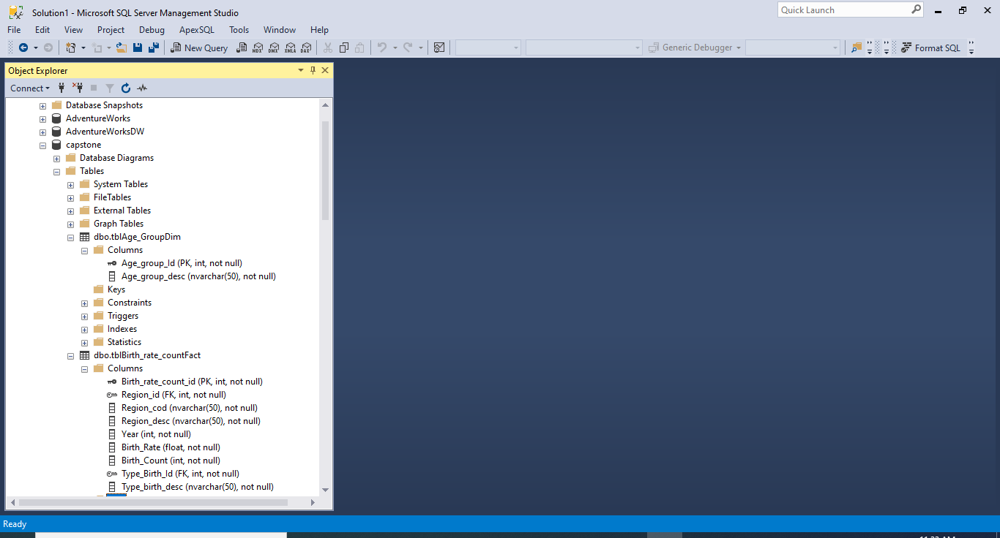 Solution1 - Microsoft SQL Server Management Studio
Quick Launch
File Edit View Project Debug ApexSQL Tools Window Help
New Query MDX DMX XMLA DAX Generic Debugger Format SQL
Object Explorer
Connect
Database Snapshots
AdventureWorks
AdventureWorksDW
capstone
Database Diagrams
Tables
System Tables
FileTables
External Tables
Graph Tables
dbo.tblAge_GroupDim
Columns
Age_group_Id (PK, int, not null)
Age_group_desc (nvarchar(50), not null)
Keys
Constraints
Triggers
Indexes
Statistics
dbo.tblBirth_rate_countFact
Columns
Birth_rate_count_id (PK, int, not null)
Region_id (FK, int, not null)
Region_cod (nvarchar(50), not null)
Region_desc (nvarchar(50), not null)
Year (int, not null)
Birth_Rate (float, not null)
Birth_Count (int, not null)
Type_Birth_Id (FK, int, not null)
Type_birth_desc (nvarchar(50), not null)
Ready